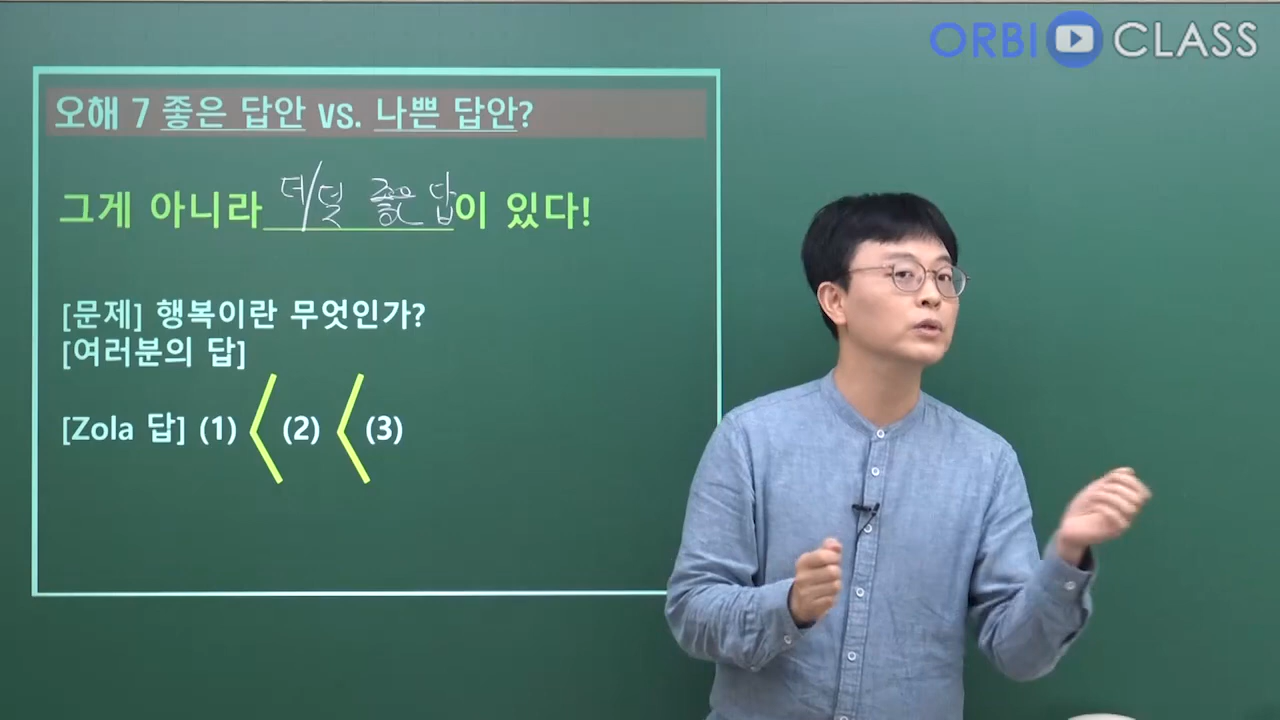 ORBI CLASS
오해 7 좋은 답안 vs. 나쁜 답안?
그게 아니라 더/덜 좋은 답이 있다!
[문제] 행복이란 무엇인가?
[여러분의 답]
[Zola 답] (1) < (2) < (3)